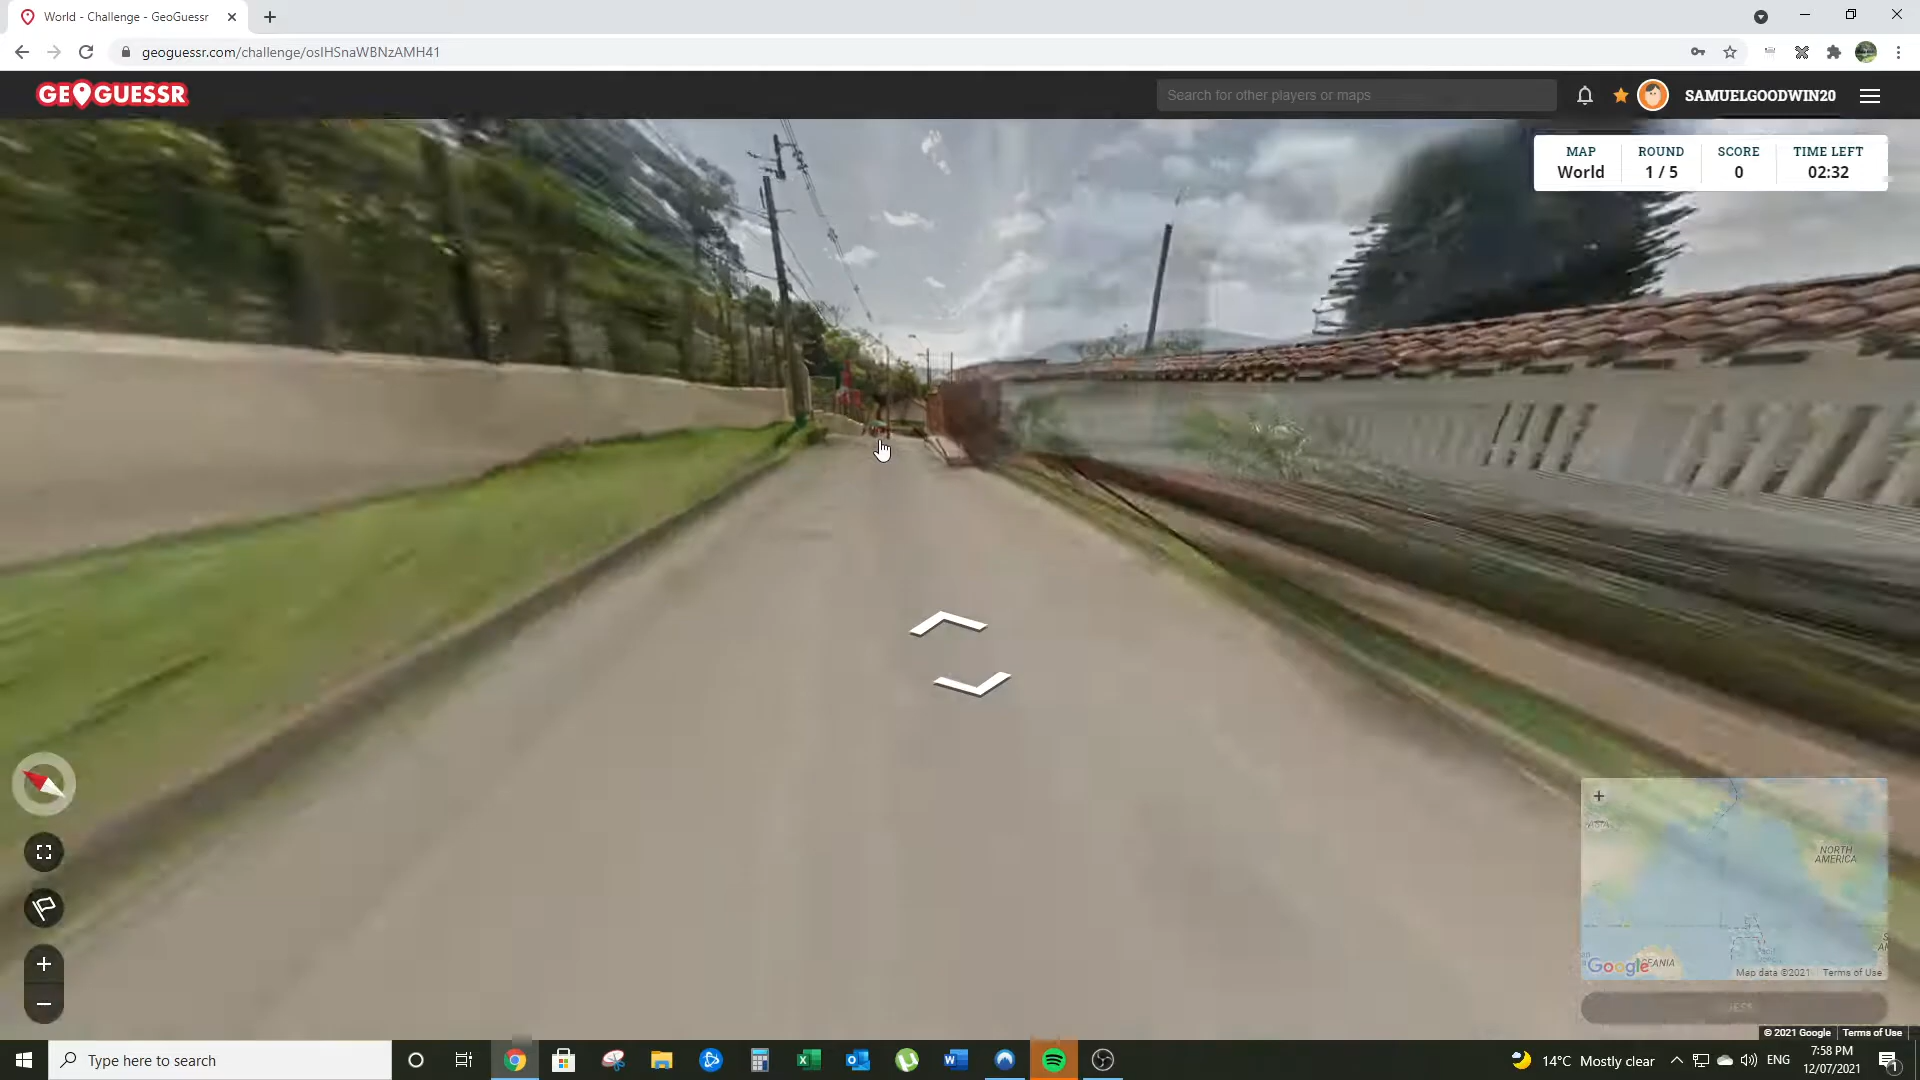 World - Challenge - GeoGuessr
geoguessr.com/challenge/osIHSnaWBNzAMH41
GEOGUESSR
Search for other players or maps
SAMUELGOODWIN20
MAP ROUND SCORE TIME LEFT
World 1 / 5 0 02:32
NORTH
AMERICA
Google
Map data ©2021 Terms of Use
© 2021 Google Terms of Use
Type here to search
14°C Mostly clear
ENG
7:58 PM
12/07/2021
1